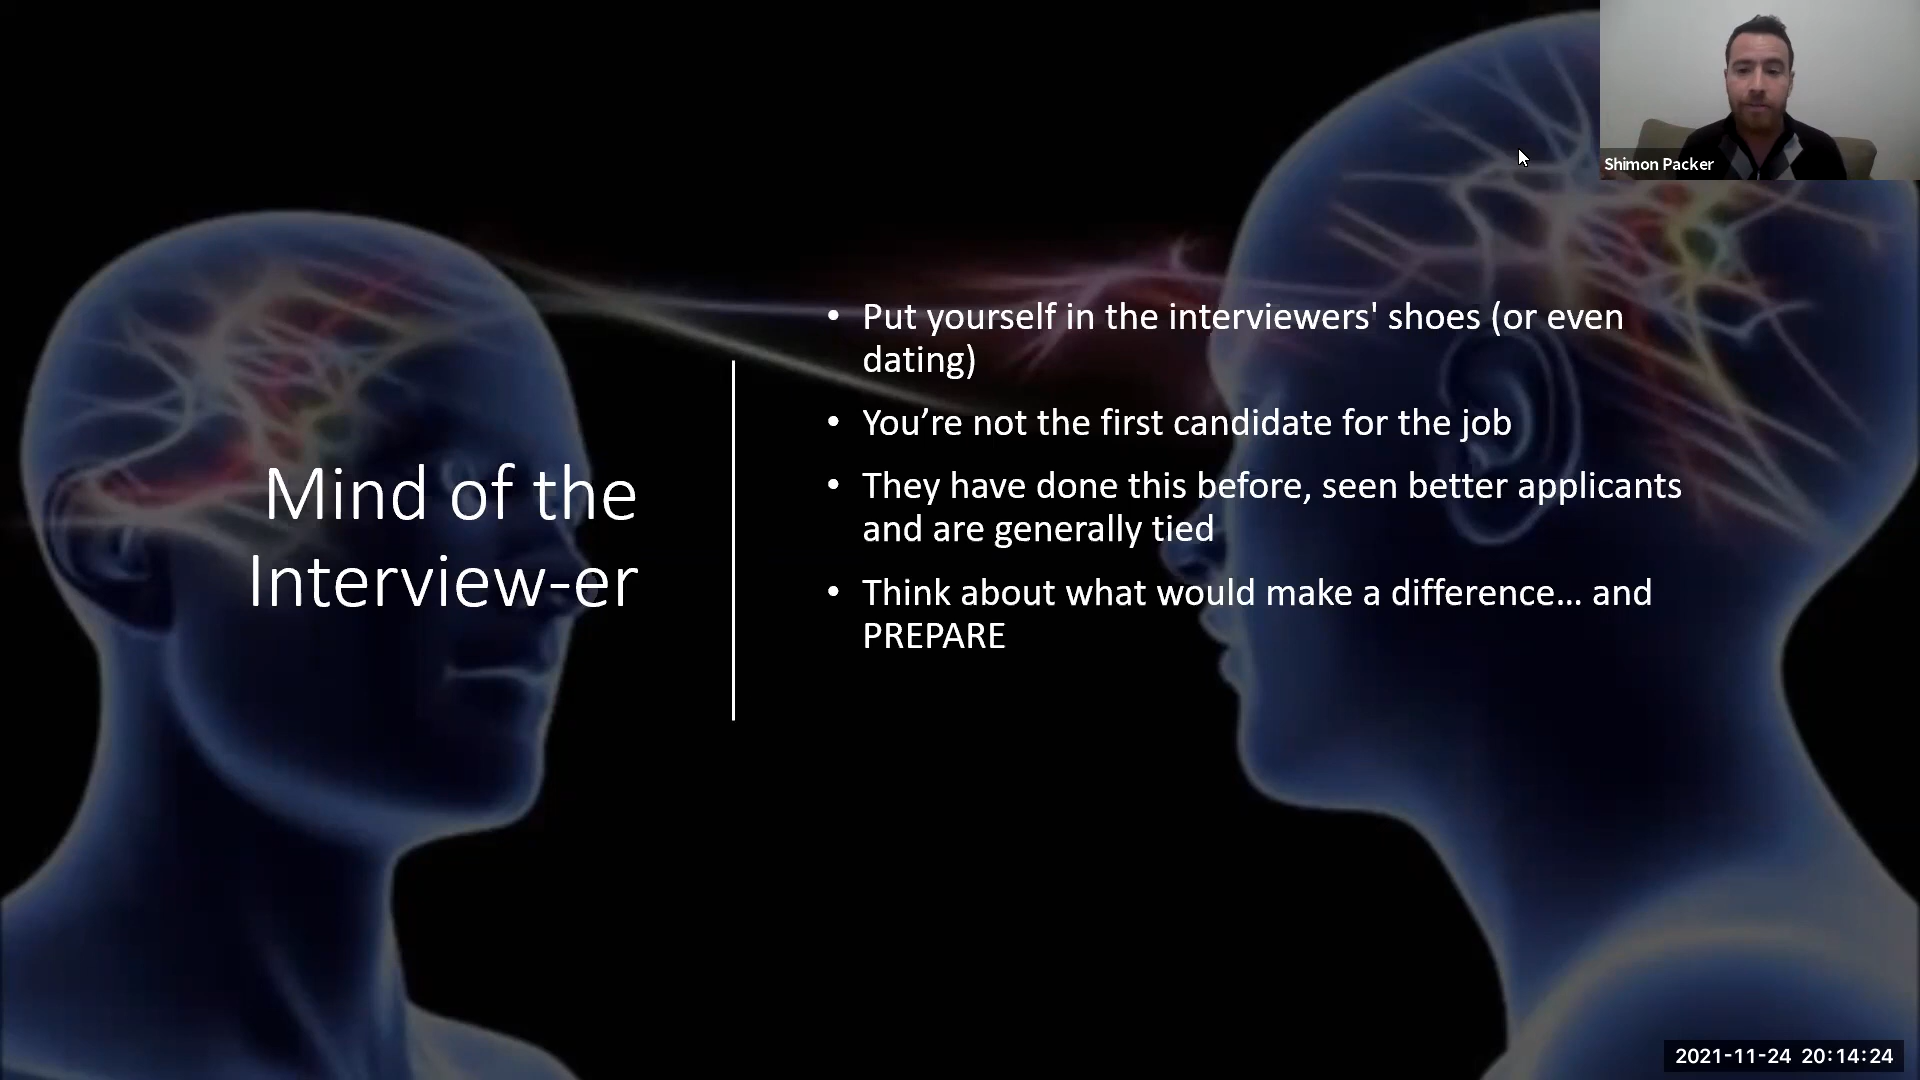 Shimon Packer
Mind of the
Interview-er
• Put yourself in the interviewers' shoes (or even
dating)
• You’re not the first candidate for the job
• They have done this before, seen better applicants
and are generally tied
• Think about what would make a difference... and
PREPARE
2021-11-24 20:14:24